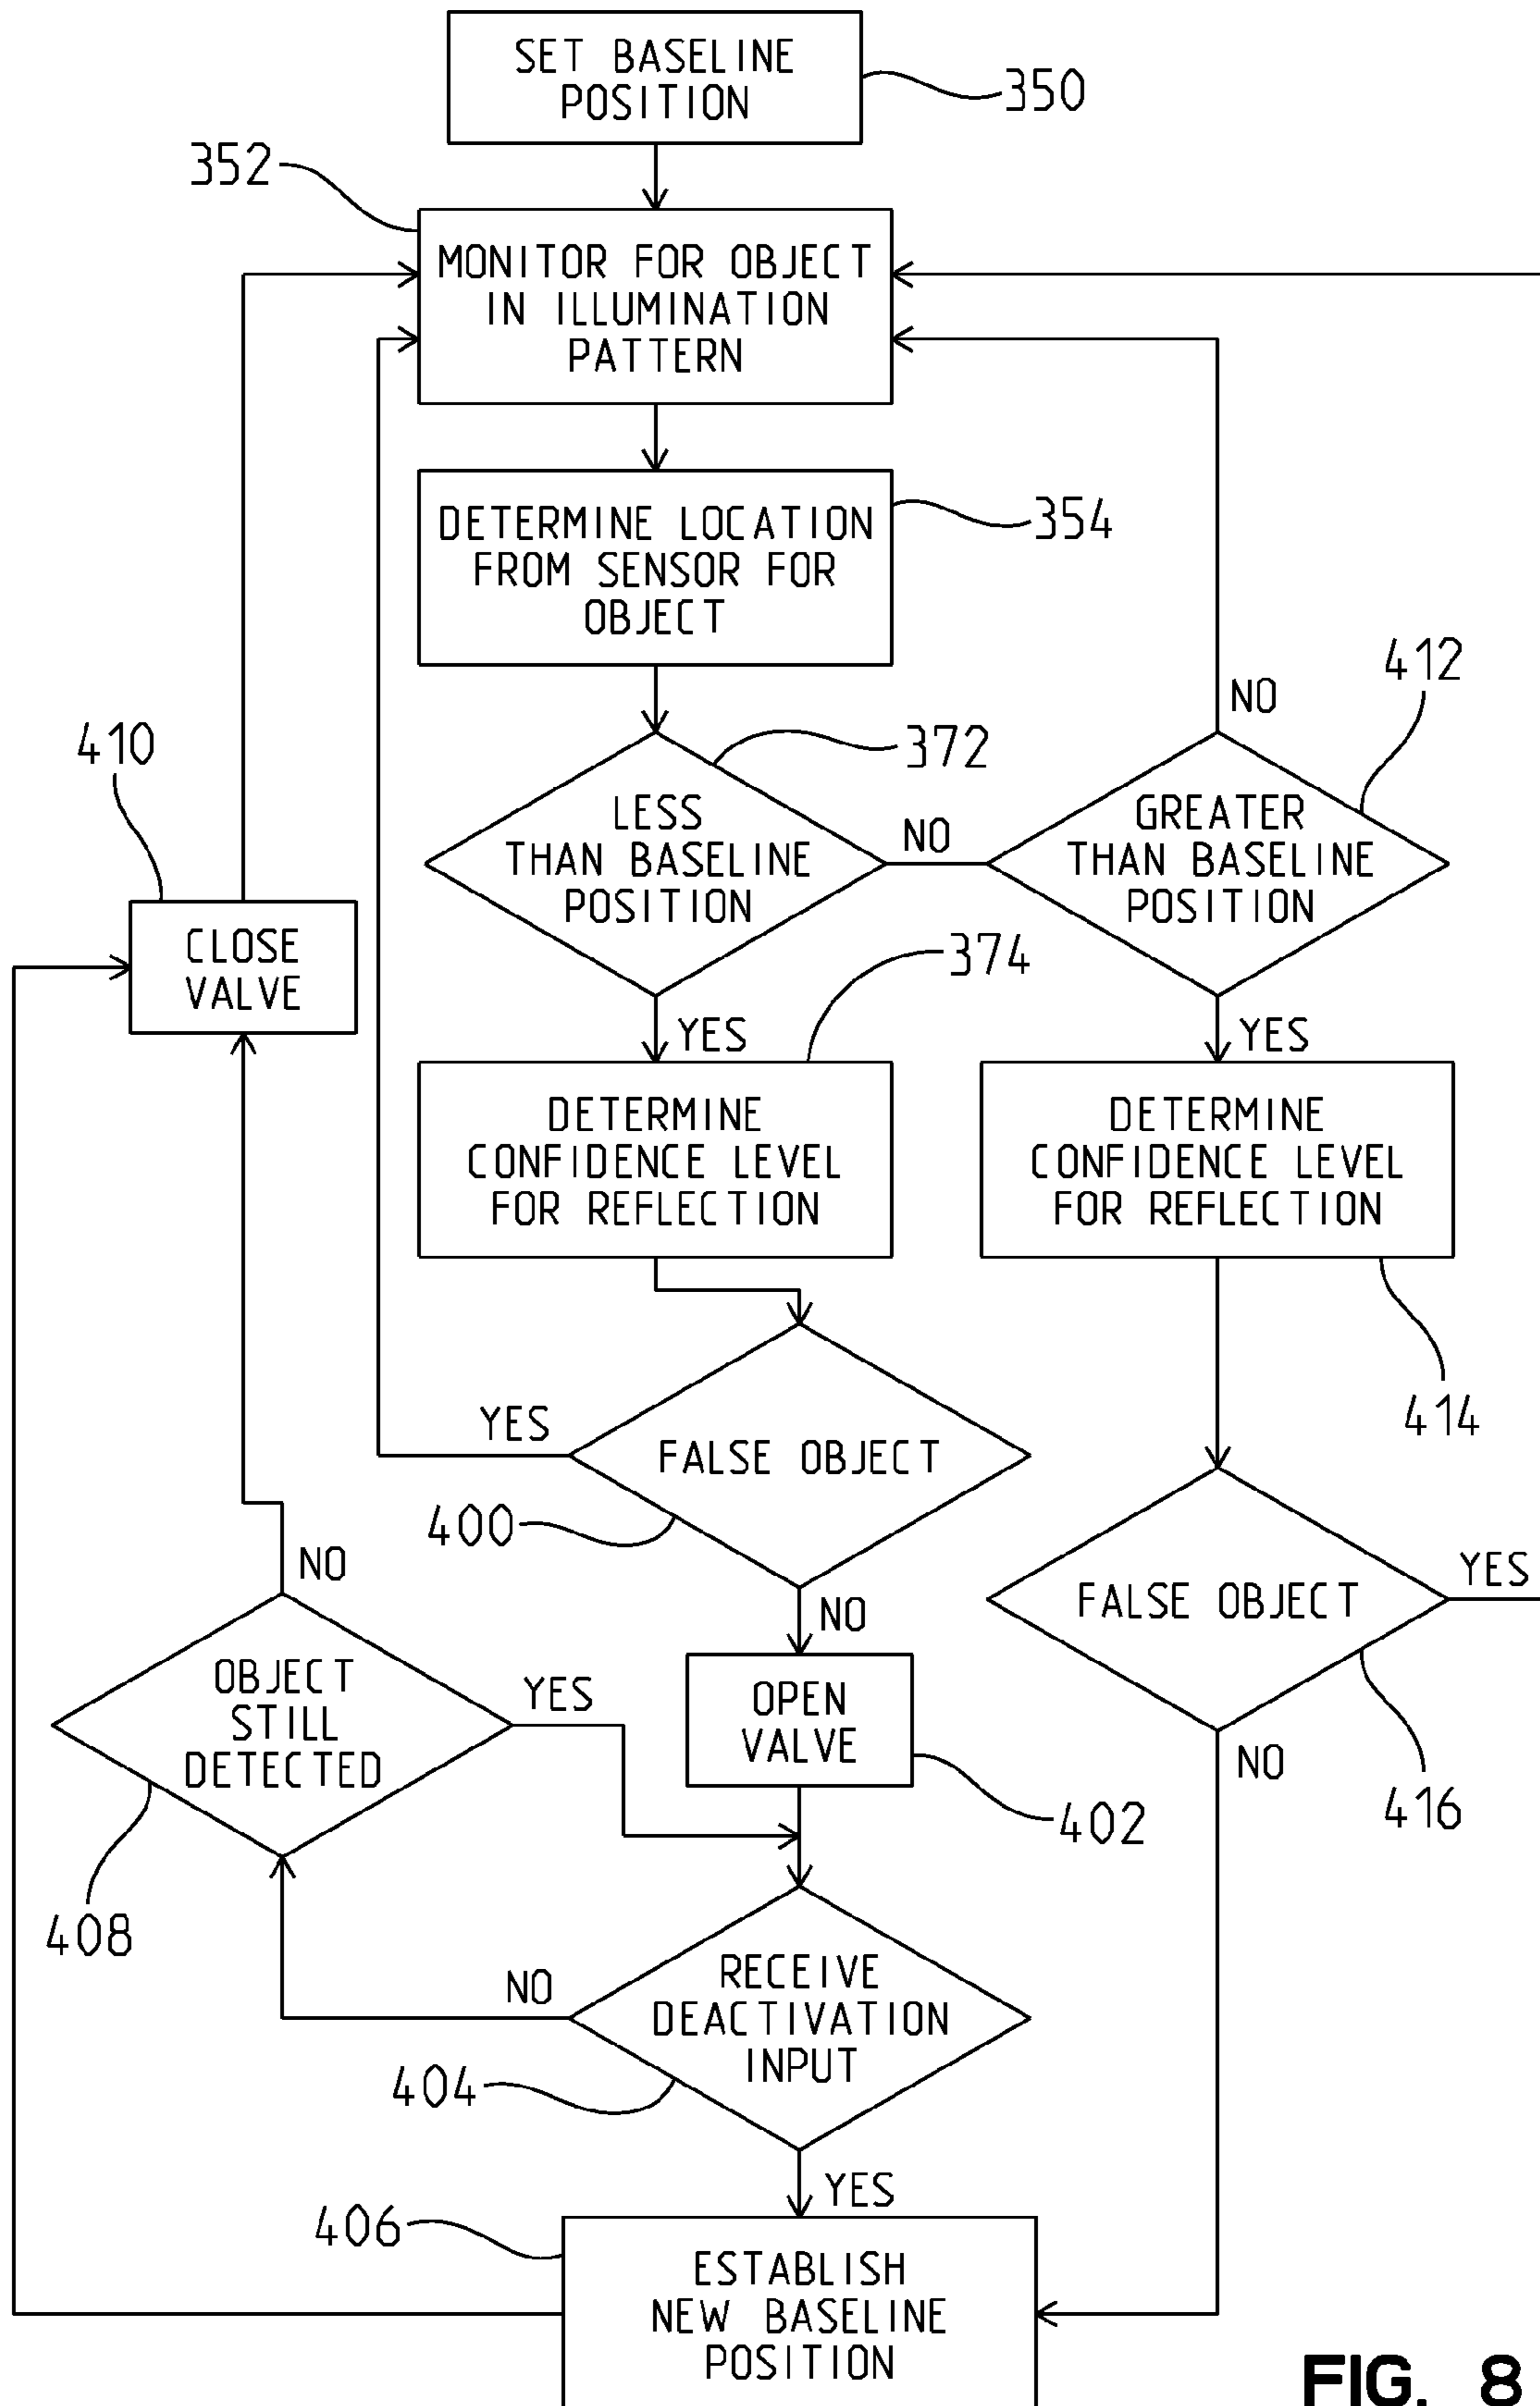 SET BASELINE
POSITION
350
352
MONITOR FOR OBJECT
IN ILLUMINATION
PATTERN
DETERMINE LOCATION
FROM SENSOR FOR
OBJECT
354
412
NO
410
372
LESS
THAN BASELINE
POSITION
NO
GREATER
THAN BASELINE
POSITION
CLOSE
VALVE
374
YES
YES
DETERMINE
CONFIDENCE LEVEL
FOR REFLECTION
DETERMINE
CONFIDENCE LEVEL
FOR REFLECTION
414
YES
FALSE OBJECT
400
NO
NO
FALSE OBJECT
YES
OBJECT
STILL
DETECTED
YES
OPEN
VALVE
NO
416
402
408
NO
RECEIVE
DEACTIVATION
INPUT
404
YES
406
ESTABLISH
NEW BASELINE
POSITION
FIG. 8